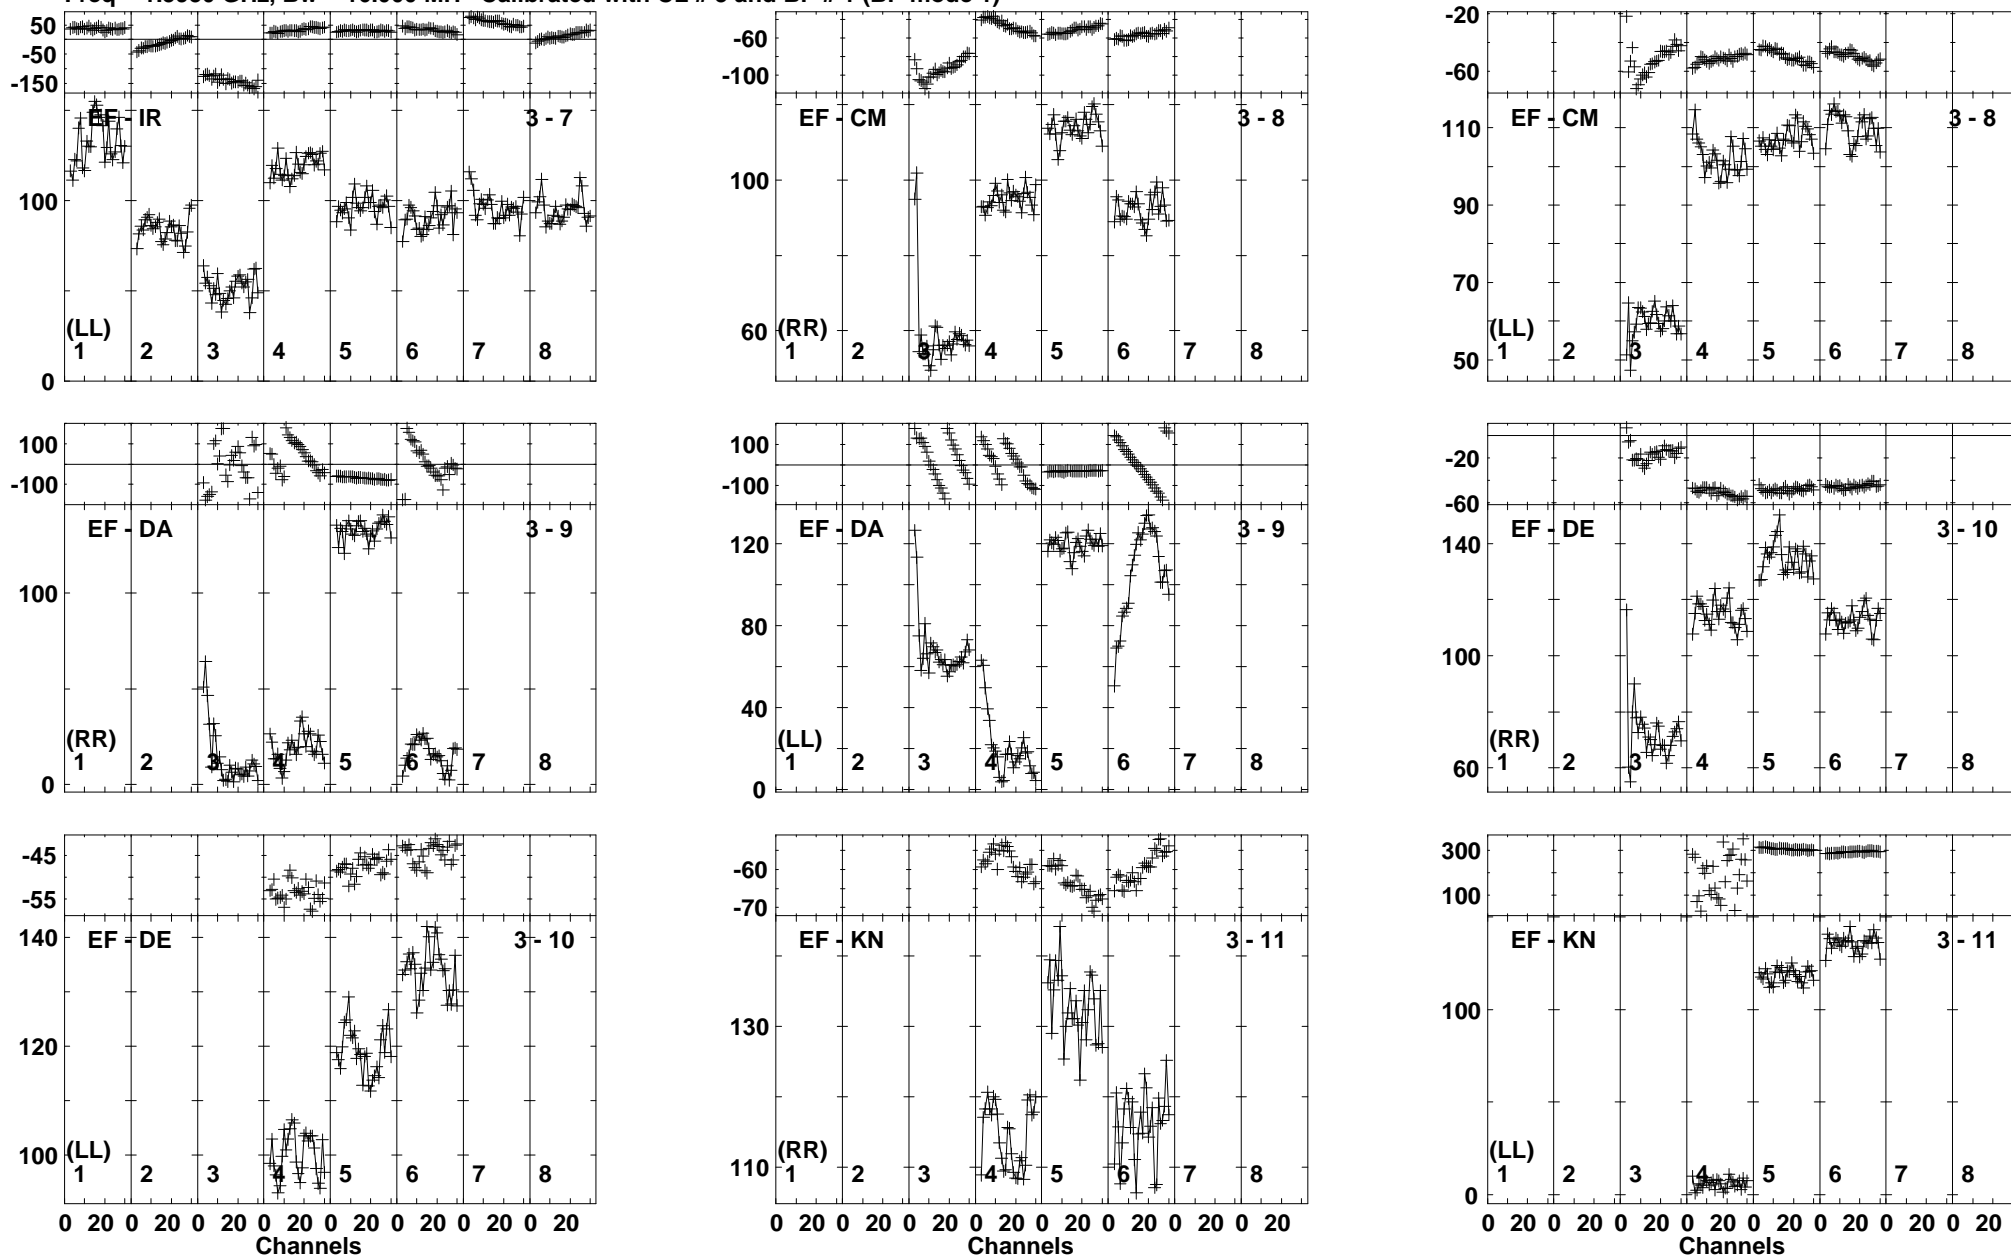 50
-50
-150
EF - IR
3 - 7
100
(LL)
1 2 3 4 5 6 7 8
0
-60
-100
EF - CM
3 - 8
100
60
(RR)
1 2 3 4 5 6 7 8
-20
-60
EF - CM
3 - 8
110
90
70
50
(LL)
1 2 3 4 5 6 7 8
100
-100
EF - DA
3 - 9
100
(RR)
1 2 3 4 5 6 7 8
0
100
-100
EF - DA
3 - 9
120
80
40
(LL)
1 2 3 4 5 6 7 8
0
-20
-60
EF - DE
3 - 10
140
100
60
(RR)
1 2 3 4 5 6 7 8
-45
-55
EF - DE
3 - 10
140
120
100
(LL)
1 2 3 4 5 6 7 8
0 20 0 20 0 20 0 20 0 20 0 20 0 20 0 20
Channels
-60
-70
EF - KN
3 - 11
130
110
(RR)
1 2 3 4 5 6 7 8
0 20 0 20 0 20 0 20 0 20 0 20 0 20 0 20
Channels
300
100
EF - KN
3 - 11
100
(LL)
1 2 3 4 5 6 7 8
0
0 20 0 20 0 20 0 20 0 20 0 20 0 20 0 20
Channels